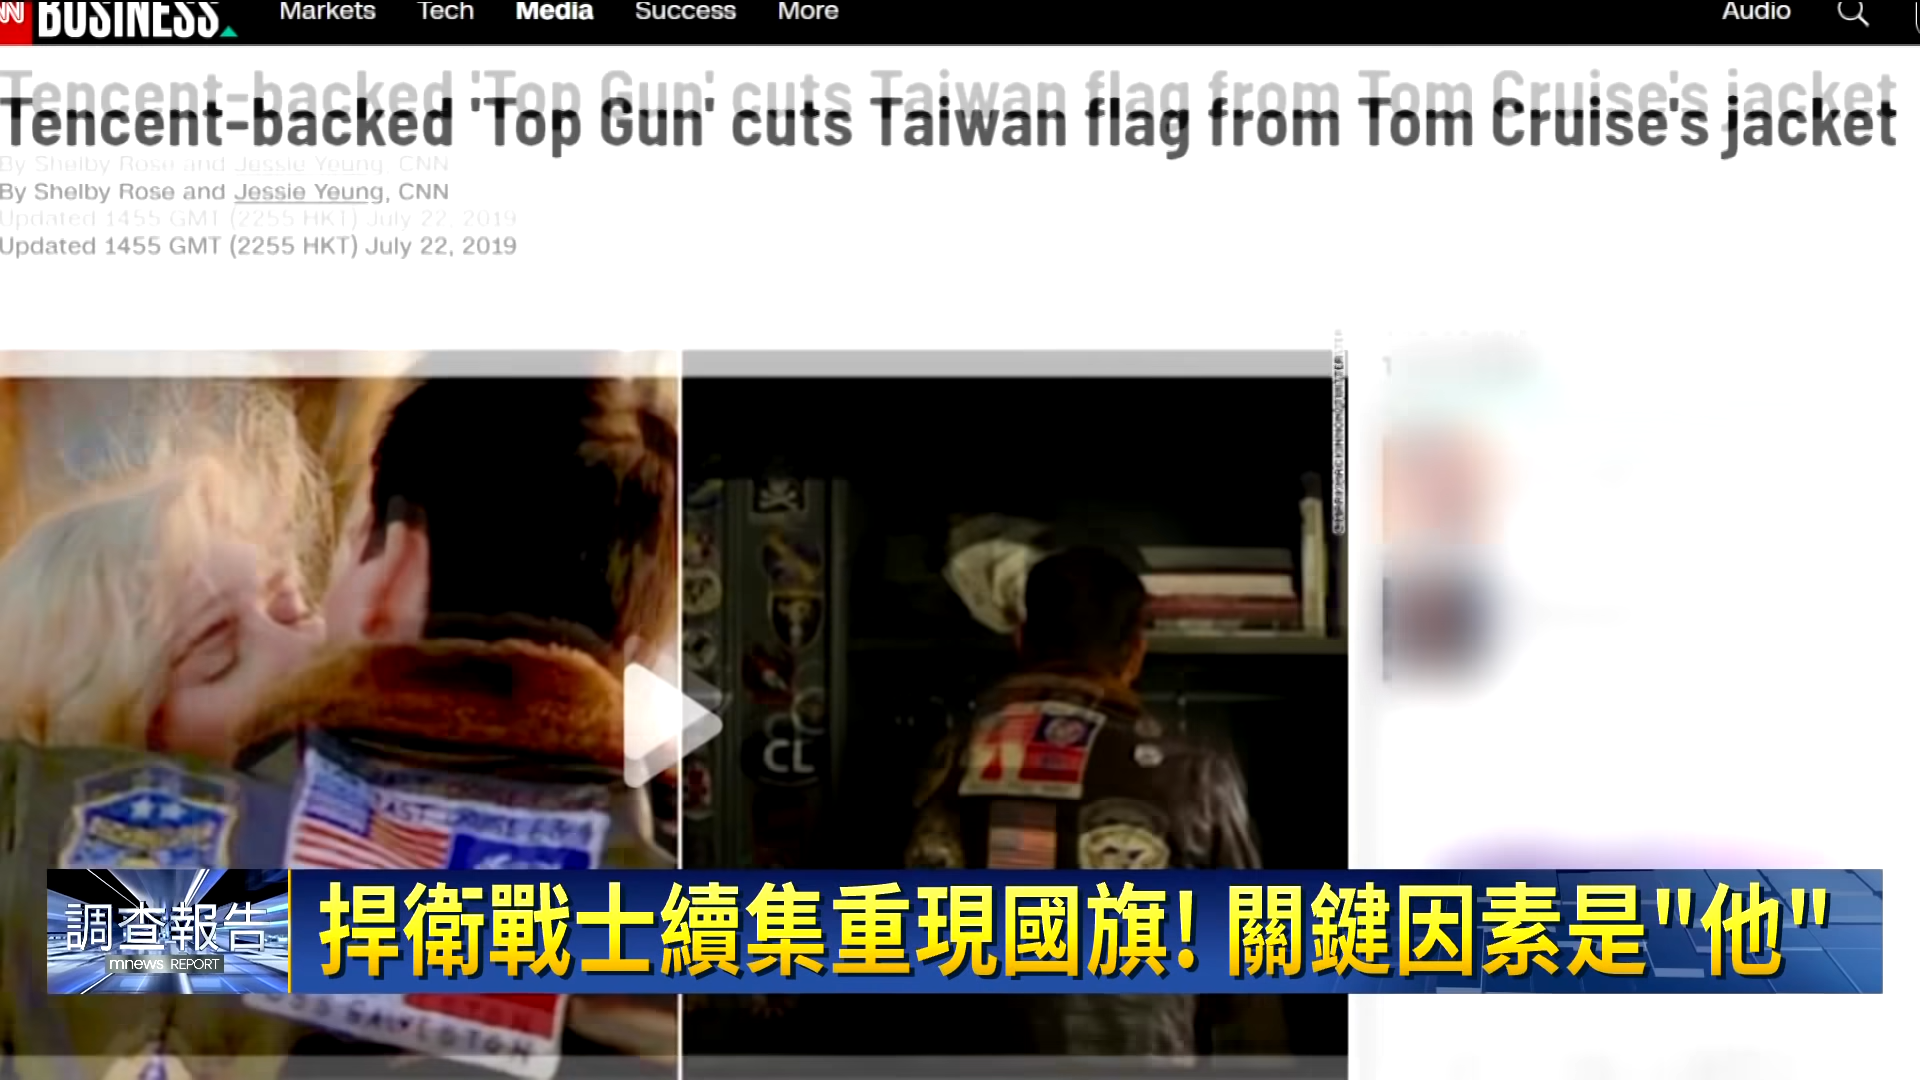 BUSINESS
Markets Tech Media Success More Audio
Tencent-backed 'Top Gun' cuts Taiwan flag from Tom Cruise's jacket
By Shelby Rose and Jessie Yeung, CNN
Updated 1455 GMT (2255 HKT) July 22, 2019
CL
調查報告
mnews REPORT
捍衛戰士續集重現國旗! 關鍵因素是"他"